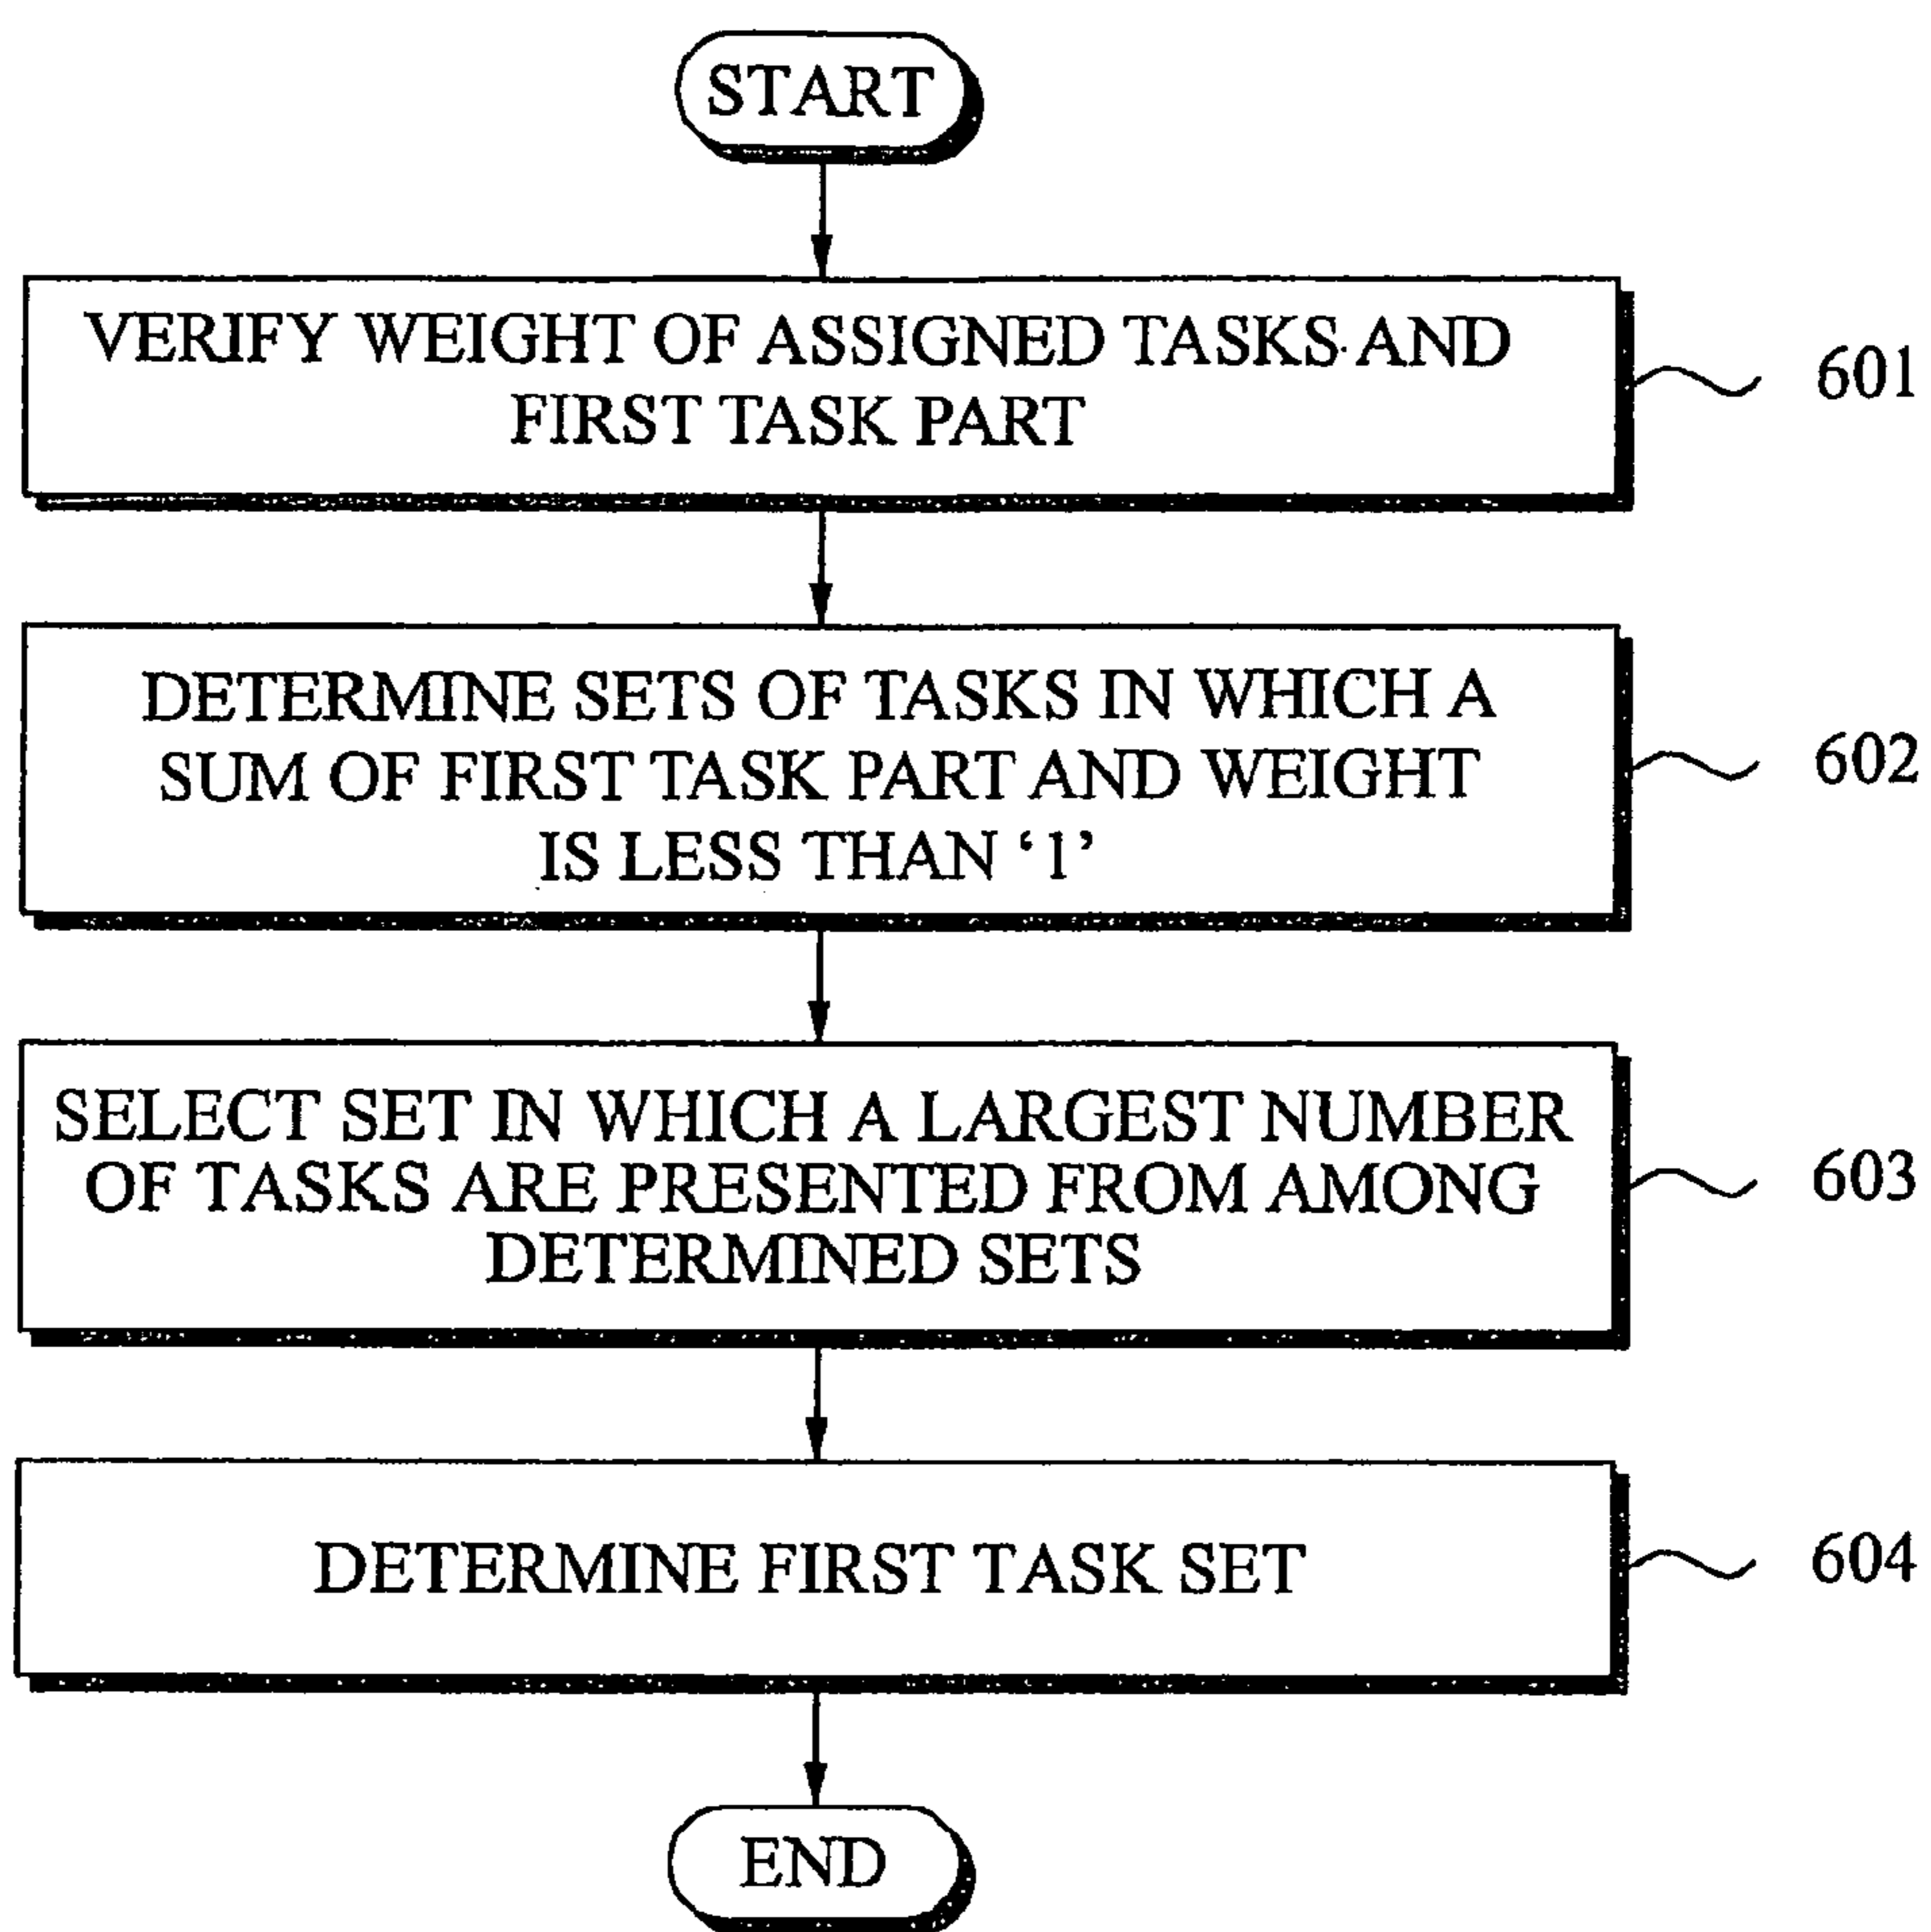 START
VERIFY WEIGHT OF ASSIGNED TASKS AND
FIRST TASK PART
601
DETERMINE SETS OF TASKS IN WHICH A
SUM OF FIRST TASK PART AND WEIGHT
IS LESS THAN ‘1’
602
SELECT SET IN WHICH A LARGEST NUMBER
OF TASKS ARE PRESENTED FROM AMONG
DETERMINED SETS
603
DETERMINE FIRST TASK SET
604
END